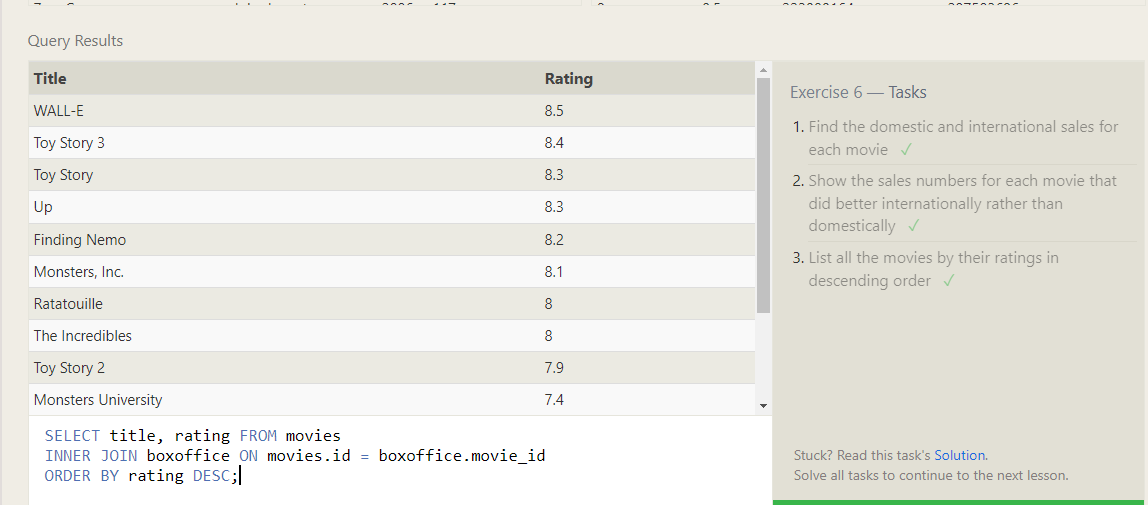 Query Results
Title Rating
WALL-E 8.5
Toy Story 3 8.4
Toy Story 8.3
Up 8.3
Finding Nemo 8.2
Monsters, Inc. 8.1
Ratatouille 8
The Incredibles 8
Toy Story 2 7.9
Monsters University 7.4
SELECT title, rating FROM movies
INNER JOIN boxoffice ON movies.id = boxoffice.movie_id
ORDER BY rating DESC;
Exercise 6 — Tasks
1. Find the domestic and international sales for
each movie ✓
2. Show the sales numbers for each movie that
did better internationally rather than
domestically ✓
3. List all the movies by their ratings in
descending order ✓
Stuck? Read this task's Solution.
Solve all tasks to continue to the next lesson.